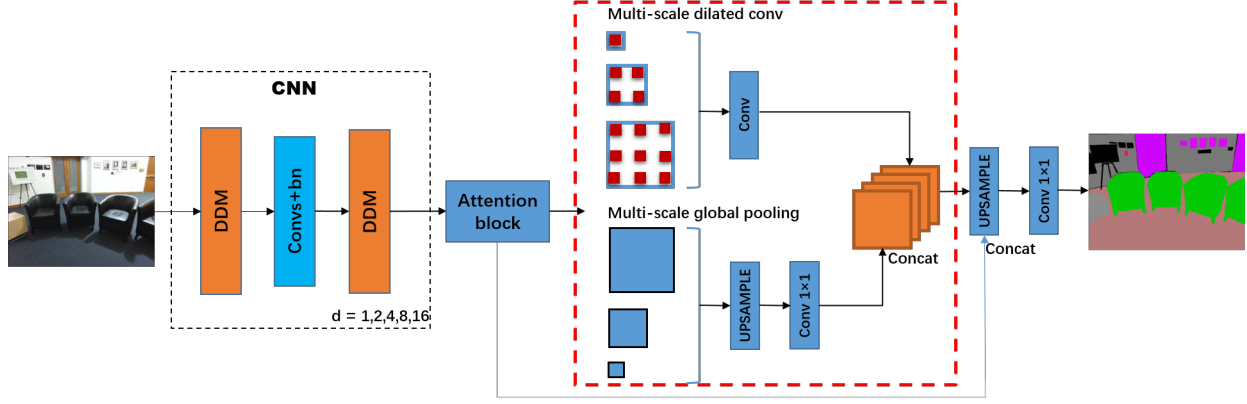 Multi-scale dilated conv
CNN
DDM
Convs+bn
DDM
d = 1,2,4,8,16
Attention
block
Conv
Multi-scale global pooling
UPSAMPLE
Conv 1×1
Concat
UPSAMPLE
Concat
Conv 1×1